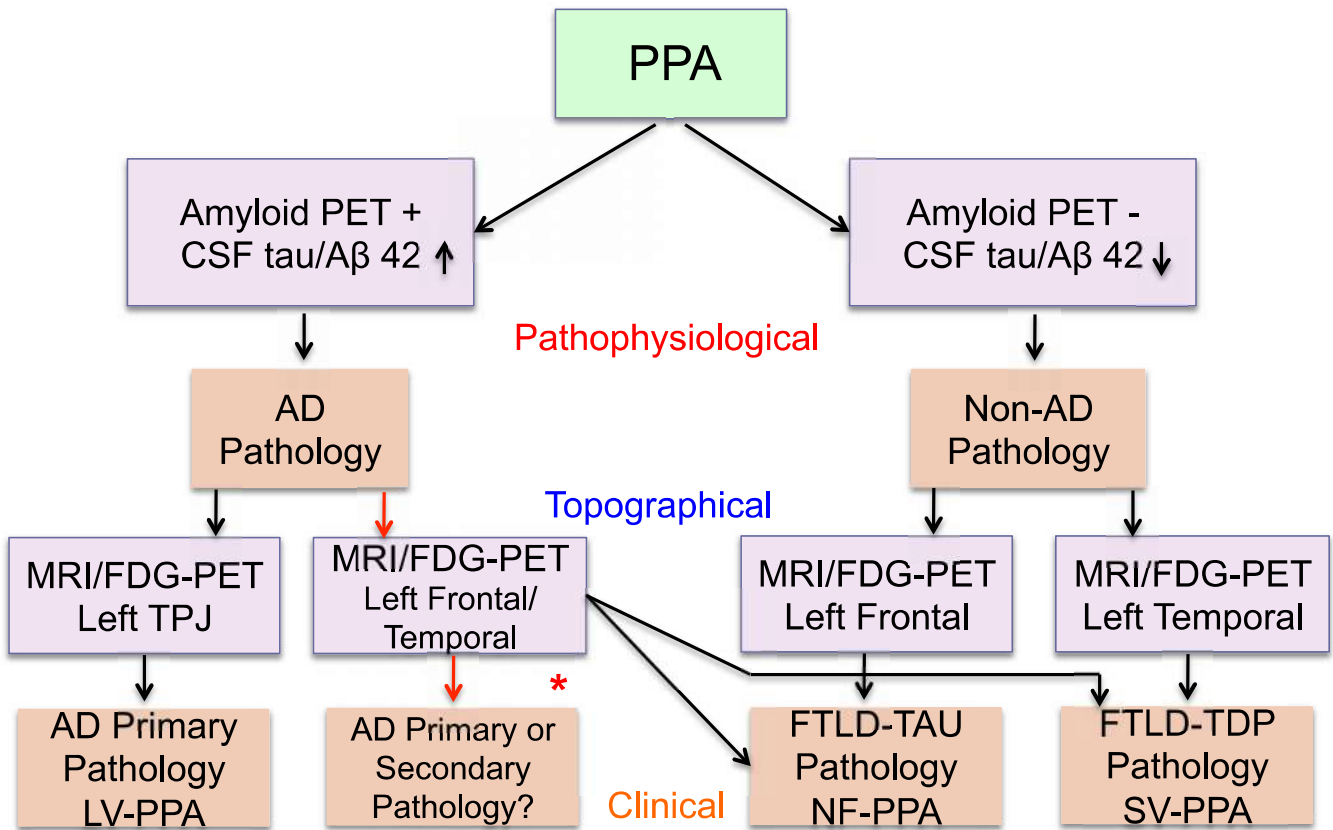 PPA
Amyloid PET +
CSF tau/Aβ 42
Amyloid PET -
CSF tau/Aβ 42
Pathophysiological
AD
Pathology
Non-AD
Pathology
Topographical
MRI/FDG-PET
Left TPJ
MRI/FDG-PET
Left Frontal/
Temporal
MRI/FDG-PET
Left Frontal
MRI/FDG-PET
Left Temporal
*
AD Primary
Pathology
LV-PPA
AD Primary or
Secondary
Pathology?
Clinical
FTLD-TAU
Pathology
NF-PPA
FTLD-TDP
Pathology
SV-PPA